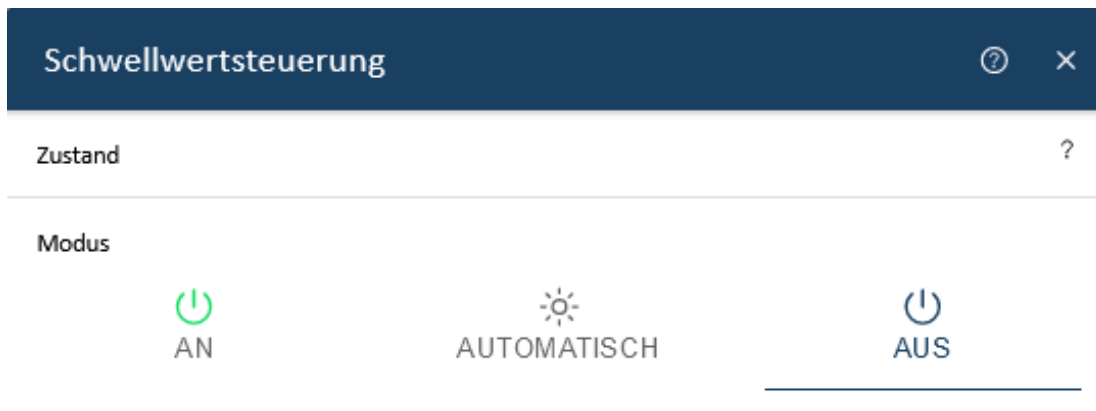 Schwellwertsteuerung ?
Zustand ?
Modus
AN AUTOMATISCH AUS